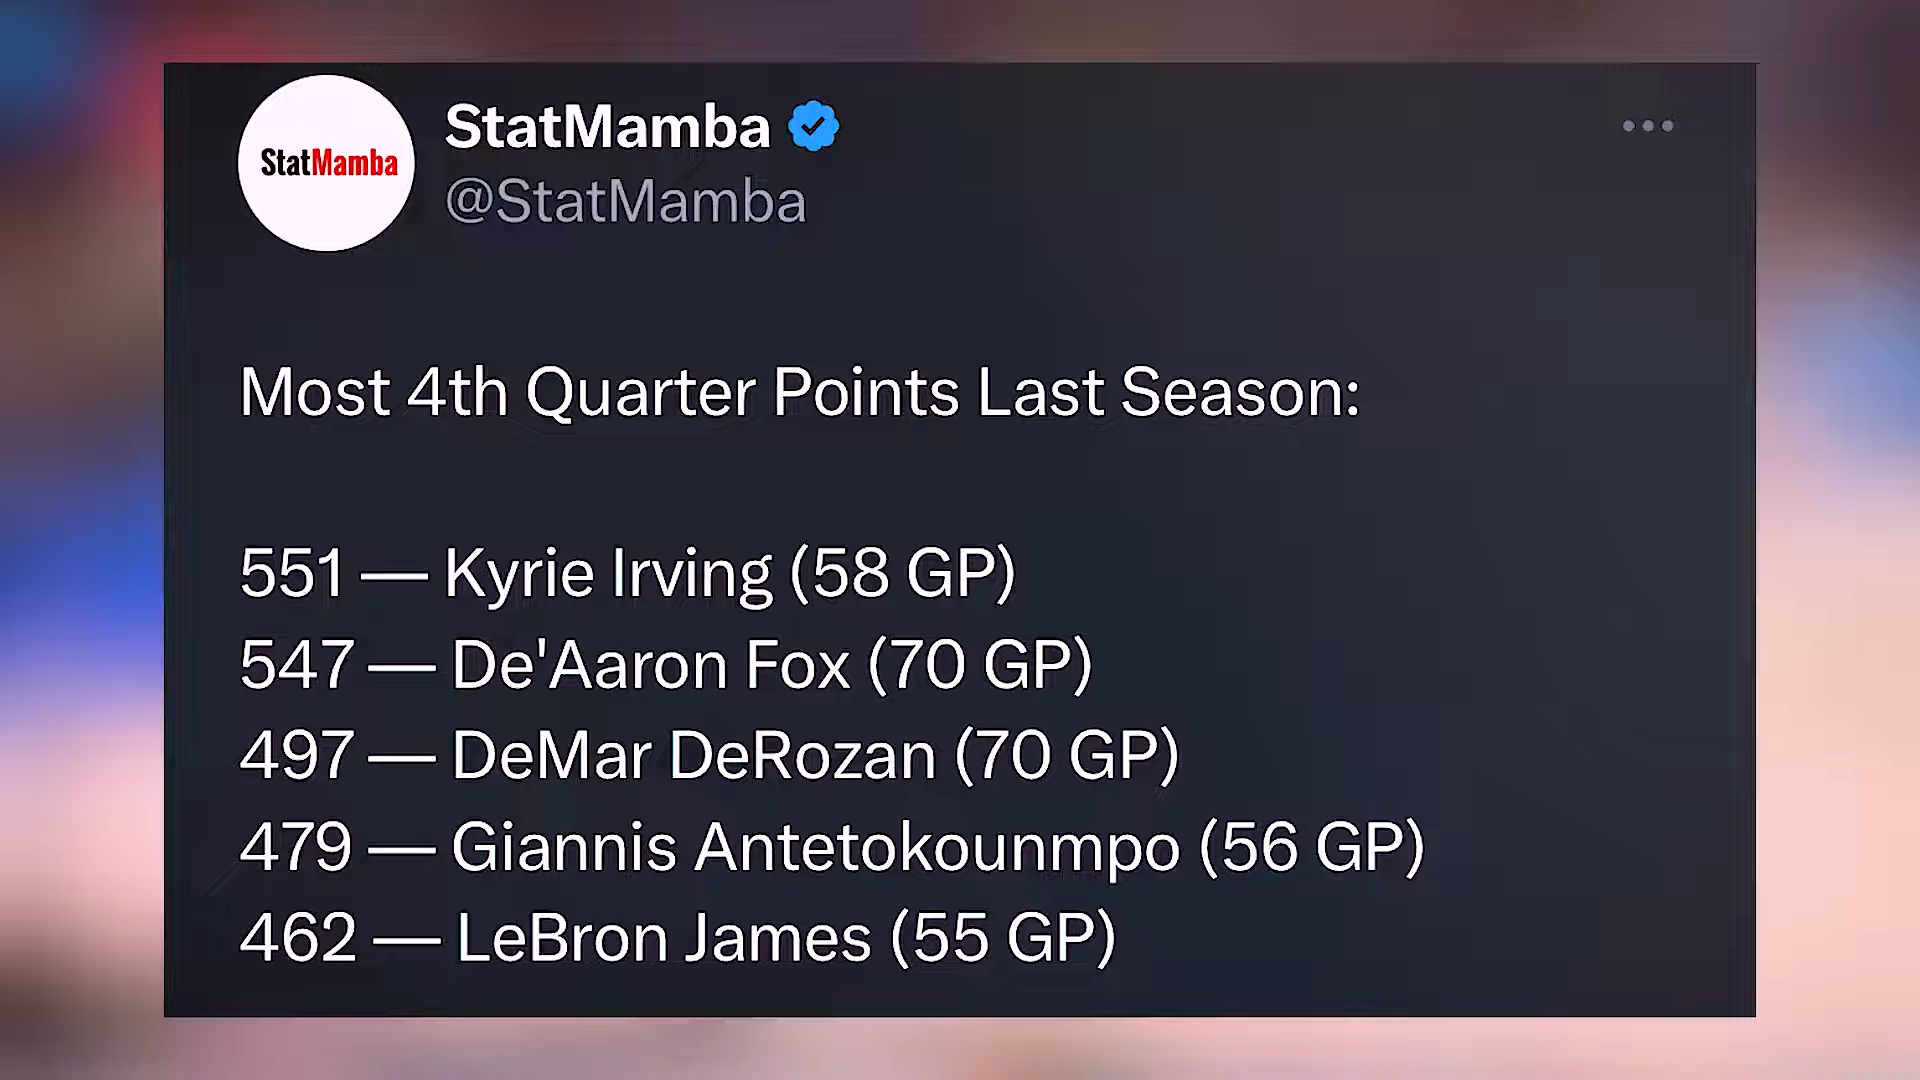 StatMamba
StatMamba
@StatMamba
Most 4th Quarter Points Last Season:
551 — Kyrie Irving (58 GP)
547 — De'Aaron Fox (70 GP)
497 — DeMar DeRozan (70 GP)
479 — Giannis Antetokounmpo (56 GP)
462 — LeBron James (55 GP)